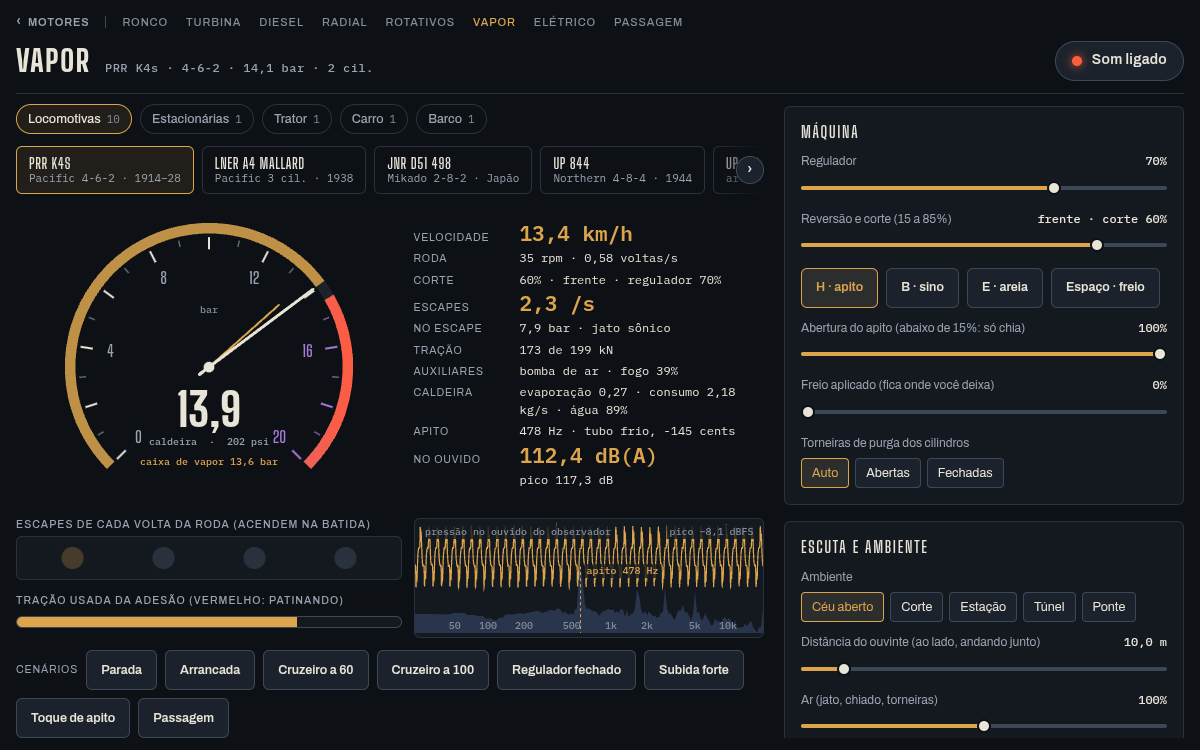 ‹ MOTORES | RONCO TURBINA DIESEL RADIAL ROTATIVOS VAPOR ELÉTRICO PASSAGEM
VAPOR PRR K4s · 4-6-2 · 14,1 bar · 2 cil.
Som ligado
Locomotivas 10 Estacionárias 1 Trator 1 Carro 1 Barco 1
PRR K4S
Pacific 4-6-2 · 1914–28
LNER A4 MALLARD
Pacific 3 cil. · 1938
JNR D51 498
Mikado 2-8-2 · Japão
UP 844
Northern 4-8-4 · 1944
UP
›
0 4 8 12 16 20
bar
13,9
caldeira · 202 psi
caixa de vapor 13,6 bar
VELOCIDADE 13,4 km/h
RODA 35 rpm · 0,58 voltas/s
CORTE 60% · frente · regulador 70%
ESCAPES 2,3 /s
NO ESCAPE 7,9 bar · jato sônico
TRAÇÃO 173 de 199 kN
AUXILIARES bomba de ar · fogo 39%
CALDEIRA evaporação 0,27 · consumo 2,18
kg/s · água 89%
APITO 478 Hz · tubo frio, -145 cents
NO OUVIDO 112,4 dB(A)
pico 117,3 dB
ESCAPES DE CADA VOLTA DA RODA (ACENDEM NA BATIDA)
TRAÇÃO USADA DA ADESÃO (VERMELHO: PATINANDO)
pressão no ouvido do observador pico −8,1 dBFS
apito 478 Hz
50 100 200 500 1k 2k 5k 10k
CENÁRIOS Parada Arrancada Cruzeiro a 60 Cruzeiro a 100 Regulador fechado Subida forte
Toque de apito Passagem
MÁQUINA
Regulador 70%
Reversão e corte (15 a 85%) frente · corte 60%
H · apito B · sino E · areia Espaço · freio
Abertura do apito (abaixo de 15%: só chia) 100%
Freio aplicado (fica onde você deixa) 0%
Torneiras de purga dos cilindros
Auto Abertas Fechadas
ESCUTA E AMBIENTE
Ambiente
Céu aberto Corte Estação Túnel Ponte
Distância do ouvinte (ao lado, andando junto) 10,0 m
Ar (jato, chiado, torneiras) 100%